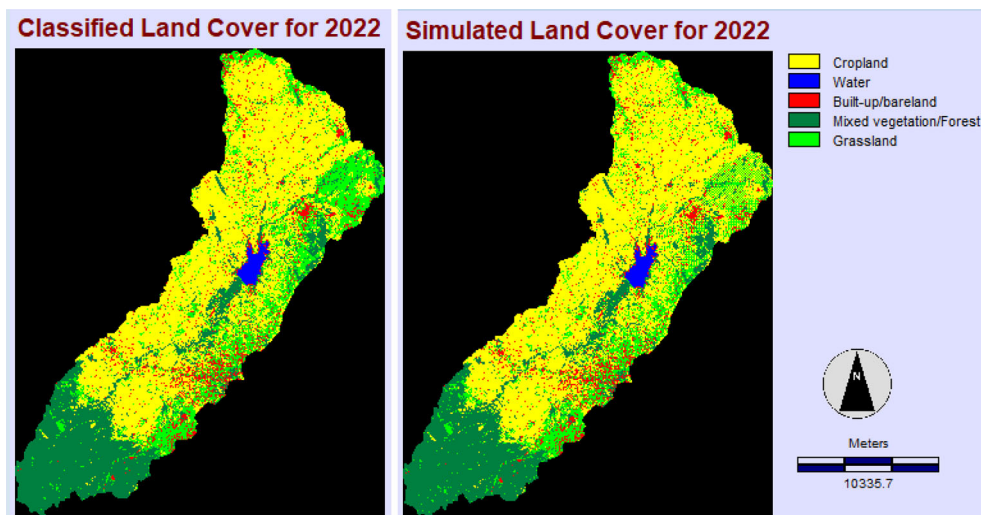 Classified Land Cover for 2022
Simulated Land Cover for 2022
Cropland
Water
Built-up/bareland
Mixed vegetation/Forest
Grassland
N
Meters
10335.7